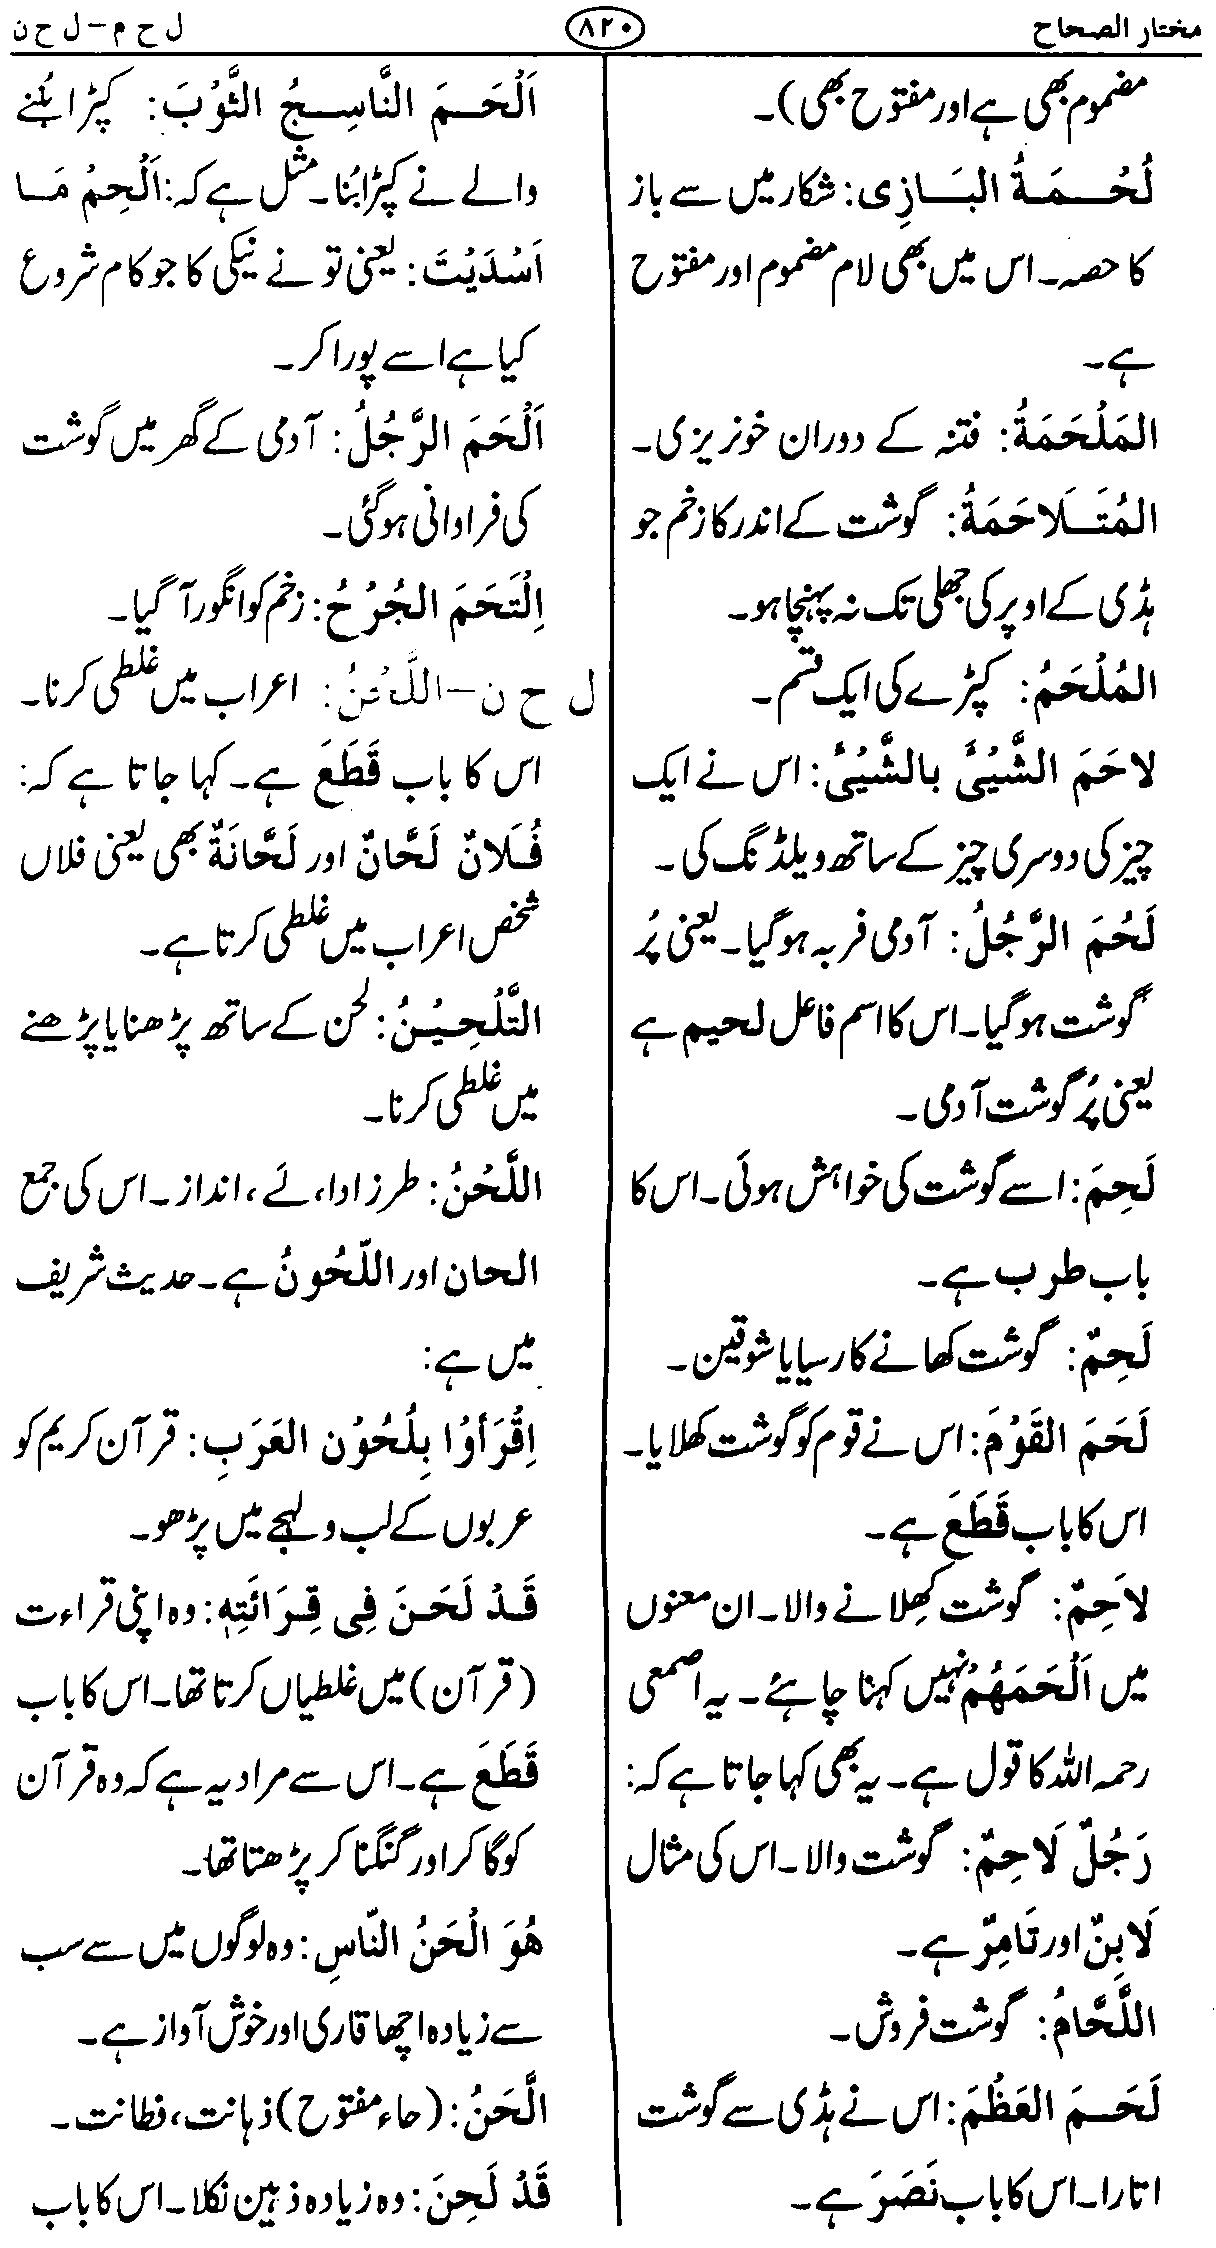 مختار الصحاح
۸۲۰
ل ح م – ل ح ن
مضموم بھی ہے اور مفتوح بھی)۔
لُحْمَةُ البَازِی: شکار میں سے باز
کا حصہ۔ اس میں بھی لام مضموم اور مفتوح
ہے۔
المَلْحَمَةُ: فتنہ کے دوران خونریزی۔
المُتَلَاحَمَةُ: گوشت کے اندر کا زخم جو
ہڈی کے اوپر کی جھلی تک نہ پہنچا ہو۔
المُلْحَمُ: کپڑے کی ایک قسم۔
لاحَمَ الشَّيْئَ بالشَّيْئَ: اس نے ایک
چیز کی دوسری چیز کے ساتھ ویلڈنگ کی۔
لَحُمَ الرَّجُلُ: آدمی فربہ ہوگیا۔ یعنی پُر
گوشت ہوگیا۔ اس کا اسم فاعل لحیم ہے
یعنی پُر گوشت آدمی۔
لَحِمَ: اسے گوشت کی خواہش ہوئی۔ اس کا
باب طرب ہے۔
لَحِمٌ: گوشت کھانے کا رسیا یا شوقین۔
لَحَمَ القَوْمَ: اس نے قوم کو گوشت کھلایا۔
اس کا باب قَطَعَ ہے۔
لاَحِمٌ: گوشت کھلانے والا۔ ان معنوں
میں اَلْحَمَهُمْ نہیں کہنا چاہئے۔ یہ اصمعی
رحمہ اللہ کا قول ہے۔ یہ بھی کہا جاتا ہے کہ:
رَجُلٌ لَاحِمٌ: گوشت والا۔ اس کی مثال
لَابِنٌ اور تَامِرٌ ہے۔
اللَّحَّامُ: گوشت فروش۔
لَحَمَ العَظْمَ: اس نے ہڈی سے گوشت
اتارا۔ اس کا باب نَصَرَ ہے۔
اَلْحَمَ النَّاسِجُ الثَّوْبَ: کپڑا بُننے
والے نے کپڑا بُنا۔ مثل ہے کہ: اَلْحِمْ مَا
اَسْدَیْتَ: یعنی تو نے نیکی کا جو کام شروع
کیا ہے اسے پورا کر۔
اَلْحَمَ الرَّجُلُ: آدمی کے گھر میں گوشت
کی فراوانی ہوگئی۔
اِلْتَحَمَ الجُرْحُ: زخم کو انگور آ گیا۔
ل ح ن – اللَّحْنُ: اعراب میں غلطی کرنا۔
اس کا باب قَطَعَ ہے۔ کہا جاتا ہے کہ:
فُلَانٌ لَحَّانٌ اور لَحَّانَةٌ بھی یعنی فلاں
شخص اعراب میں غلطی کرتا ہے۔
التَّلْحِیْنُ: لحن کے ساتھ پڑھنا یا پڑھنے
میں غلطی کرنا۔
اللَّحْنُ: طرز ادا، لَے، انداز۔ اس کی جمع
الحان اور اللّحُونُ ہے۔ حدیث شریف
میں ہے:
اِقْرَأوْا بِلُحُوْنِ العَرَبِ: قرآن کریم کو
عربوں کے لب و لہجے میں پڑھو۔
قَدْ لَحَنَ فِی قِرَائَتِهٖ: وہ اپنی قراءت
(قرآن) میں غلطیاں کرتا تھا۔ اس کا باب
قَطَعَ ہے۔ اس سے مراد یہ ہے کہ وہ قرآن
کو گا کر اور گنگنا کر پڑھتا تھا۔
هُوَ الْحَنُ النّاسِ: وہ لوگوں میں سے سب
سے زیادہ اچھا قاری اور خوش آواز ہے۔
الَّحَنُ: (حاء مفتوح) ذہانت، فطانت۔
قَدْ لَحِنَ: وہ زیادہ ذہین نکلا۔ اس کا باب